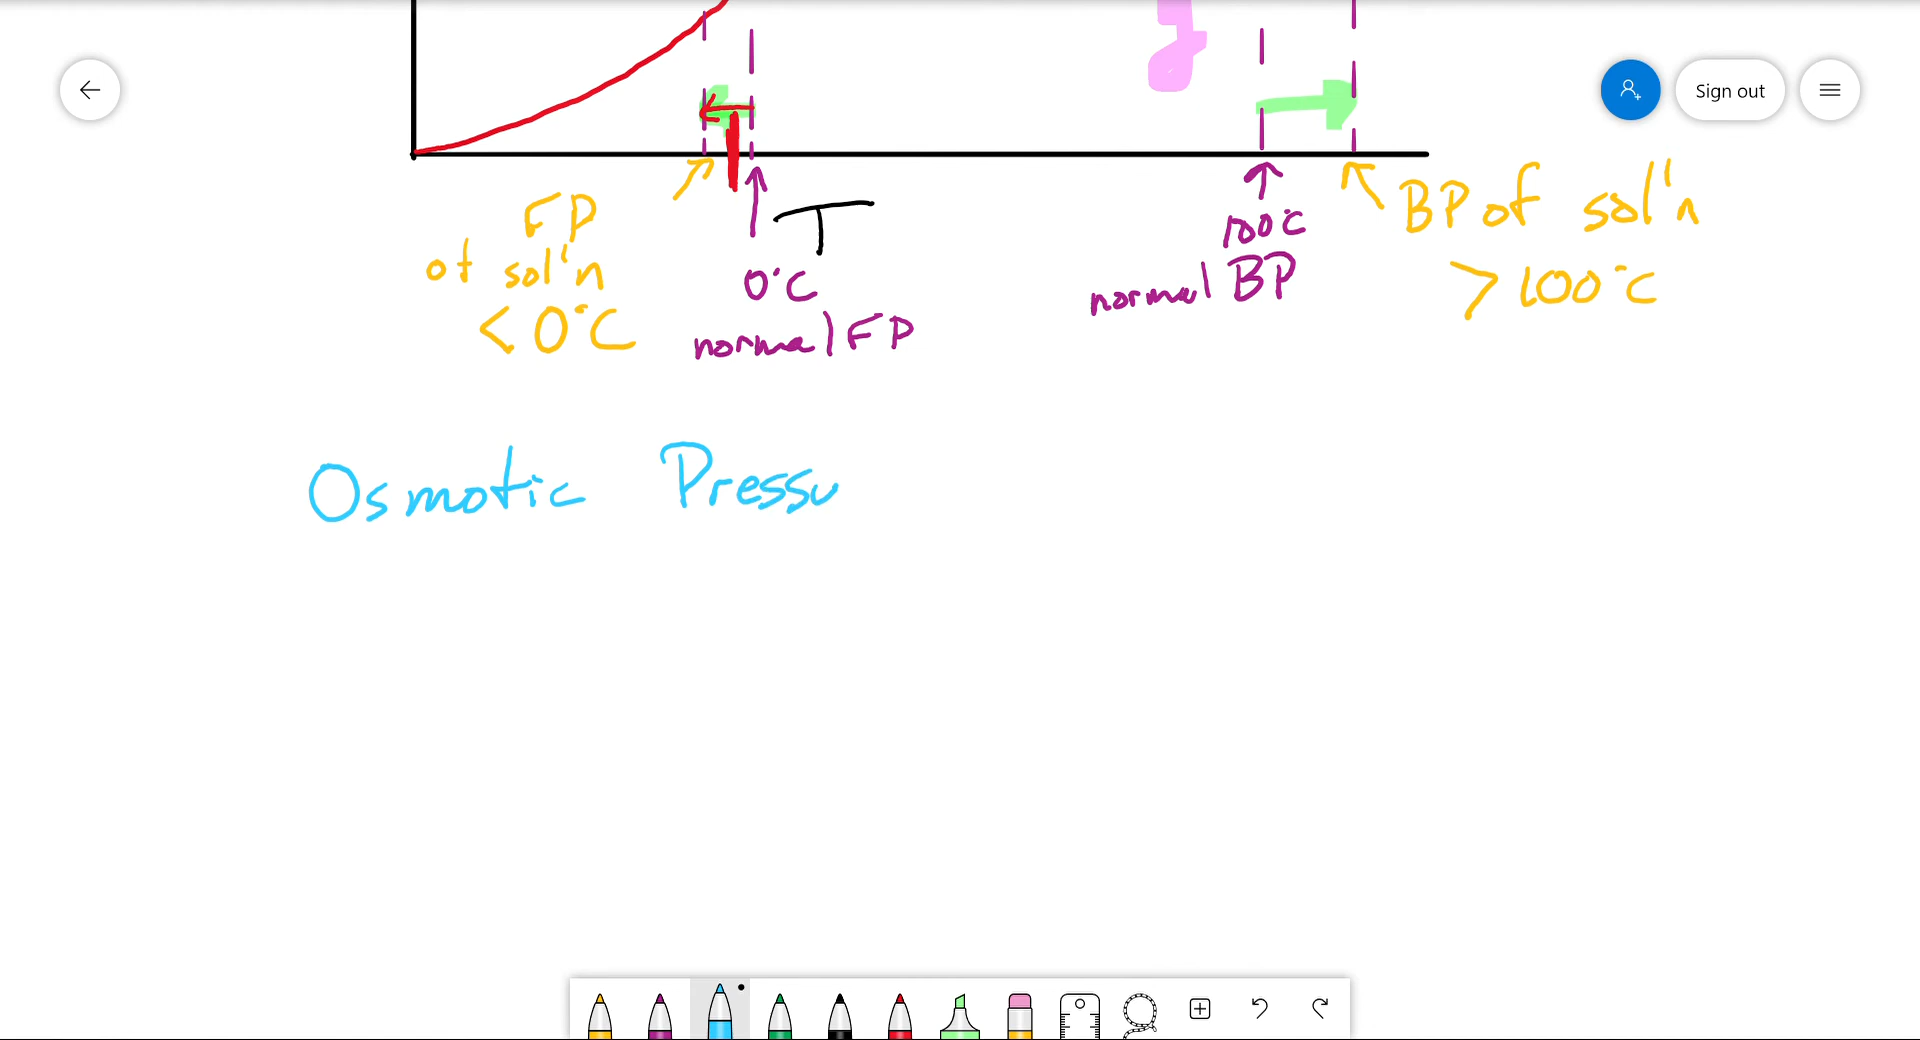 Sign out
FP
of sol'n
< 0°C
T
0°C
normal FP
100°C
normal BP
BP of sol'n
> 100°C
Osmotic Pressu